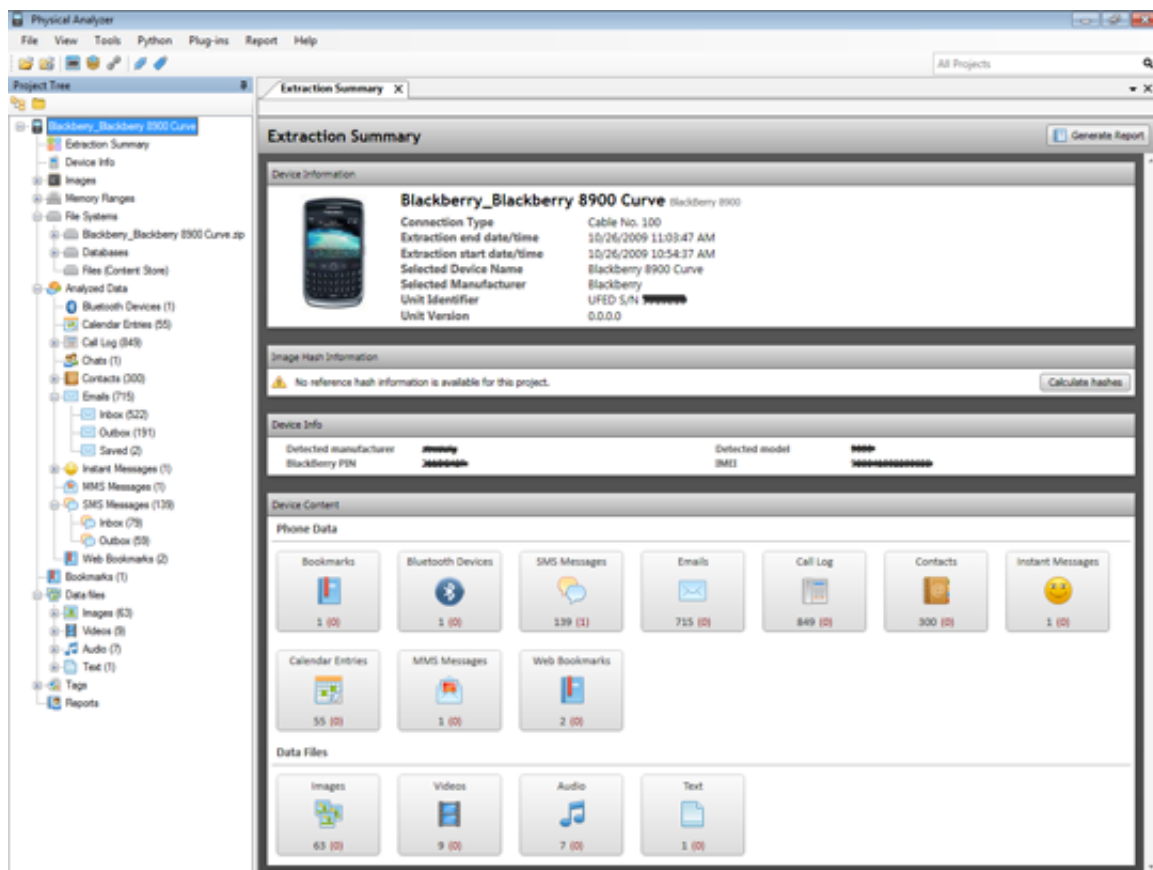 Physical Analyzer
File View Tools Python Plug-ins Report Help
All Projects
Project Tree
Blackberry_Blackberry 8900 Curve
Extraction Summary
Device Info
Images
Memory Ranges
File Systems
Blackberry_Blackberry 8900 Curve.zip
Databases
Files (Content Store)
Analyzed Data
Bluetooth Devices (1)
Calendar Entries (55)
Call Log (849)
Chats (1)
Contacts (300)
Emails (715)
Inbox (522)
Outbox (191)
Saved (2)
Instant Messages (1)
MMS Messages (1)
SMS Messages (139)
Inbox (79)
Outbox (59)
Web Bookmarks (2)
Bookmarks (1)
Data files
Images (63)
Videos (9)
Audio (7)
Text (1)
Tags
Reports
Extraction Summary X
Extraction Summary
Generate Report
Device Information
Blackberry_Blackberry 8900 Curve BlackBerry 8900
Connection Type Cable No. 100
Extraction end date/time 10/26/2009 11:03:47 AM
Extraction start date/time 10/26/2009 10:54:37 AM
Selected Device Name Blackberry 8900 Curve
Selected Manufacturer Blackberry
Unit Identifier UFED S/N
Unit Version 0.0.0.0
Image Hash Information
No reference hash information is available for this project. Calculate hashes
Device Info
Detected manufacturer Detected model
BlackBerry PIN IMEI
Device Content
Phone Data
Bookmarks Bluetooth Devices SMS Messages Emails Call Log Contacts Instant Messages
1 (0) 1 (0) 139 (1) 715 (0) 849 (0) 300 (0) 1 (0)
Calendar Entries MMS Messages Web Bookmarks
55 (0) 1 (0) 2 (0)
Data Files
Images Videos Audio Text
63 (0) 9 (0) 7 (0) 1 (0)